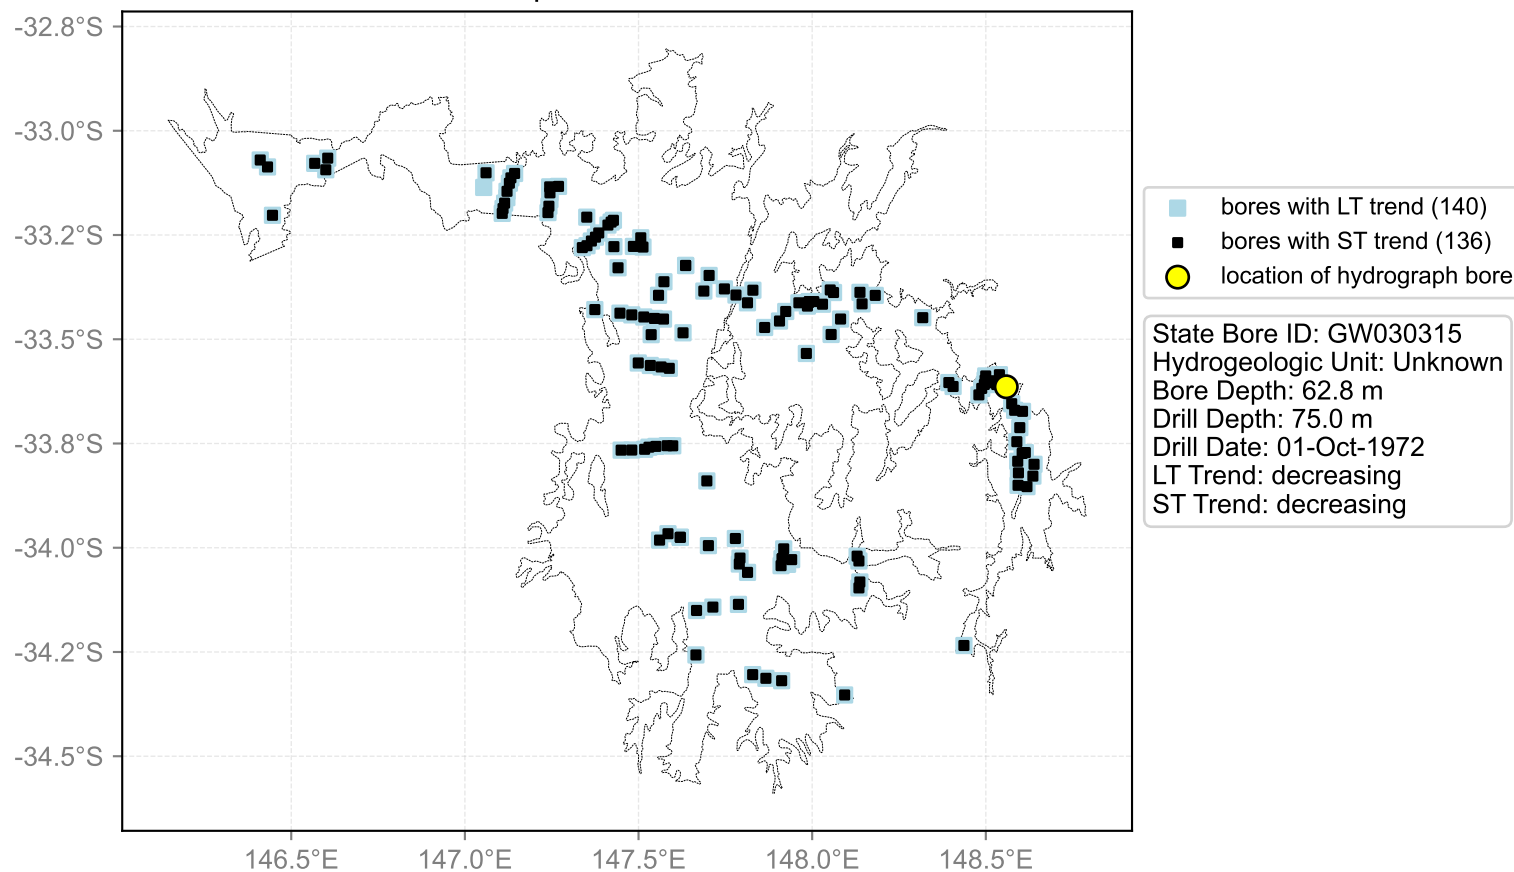 -32.8°S
-33.0°S
-33.2°S
-33.5°S
-33.8°S
-34.0°S
-34.2°S
-34.5°S
146.5°E
147.0°E
147.5°E
148.0°E
148.5°E
bores with LT trend (140)
bores with ST trend (136)
location of hydrograph bore
State Bore ID: GW030315
Hydrogeologic Unit: Unknown
Bore Depth: 62.8 m
Drill Depth: 75.0 m
Drill Date: 01-Oct-1972
LT Trend: decreasing
ST Trend: decreasing